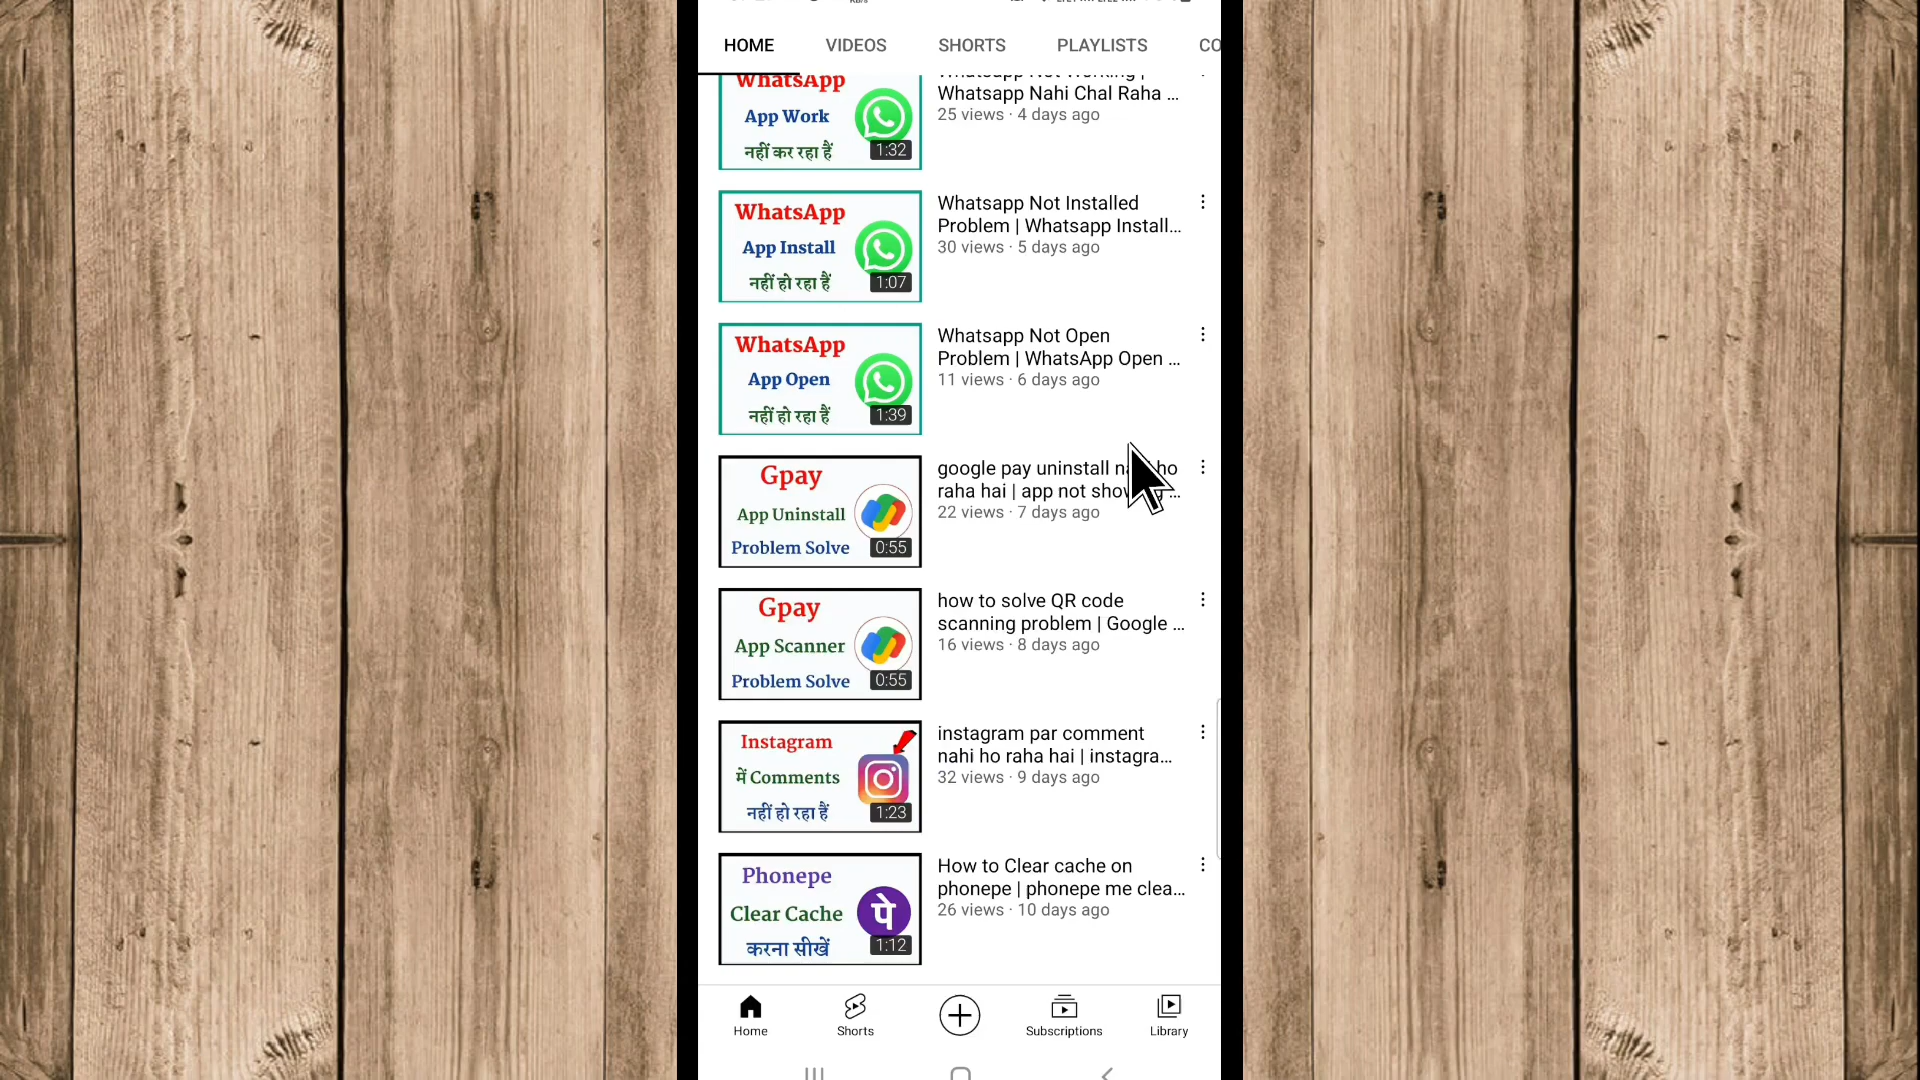 HOME VIDEOS SHORTS PLAYLISTS CO
WhatsApp
App Work
नहीं कर रहा हैं
1:32
Whatsapp Not Working |
Whatsapp Nahi Chal Raha ...
25 views · 4 days ago
WhatsApp
App Install
नहीं हो रहा हैं
1:07
Whatsapp Not Installed
Problem | Whatsapp Install...
30 views · 5 days ago
WhatsApp
App Open
नहीं हो रहा हैं
1:39
Whatsapp Not Open
Problem | WhatsApp Open ...
11 views · 6 days ago
Gpay
App Uninstall
Problem Solve
0:55
google pay uninstall ho
raha hai | app not ...
22 views · 7 days ago
Gpay
App Scanner
Problem Solve
0:55
how to solve QR code
scanning problem | Google ...
16 views · 8 days ago
Instagram
में Comments
नहीं हो रहा हैं
1:23
instagram par comment
nahi ho raha hai | instagra...
32 views · 9 days ago
Phonepe
Clear Cache
करना सीखें
पे
1:12
How to Clear cache on
phonepe | phonepe me clea...
26 views · 10 days ago
Home Shorts Subscriptions Library